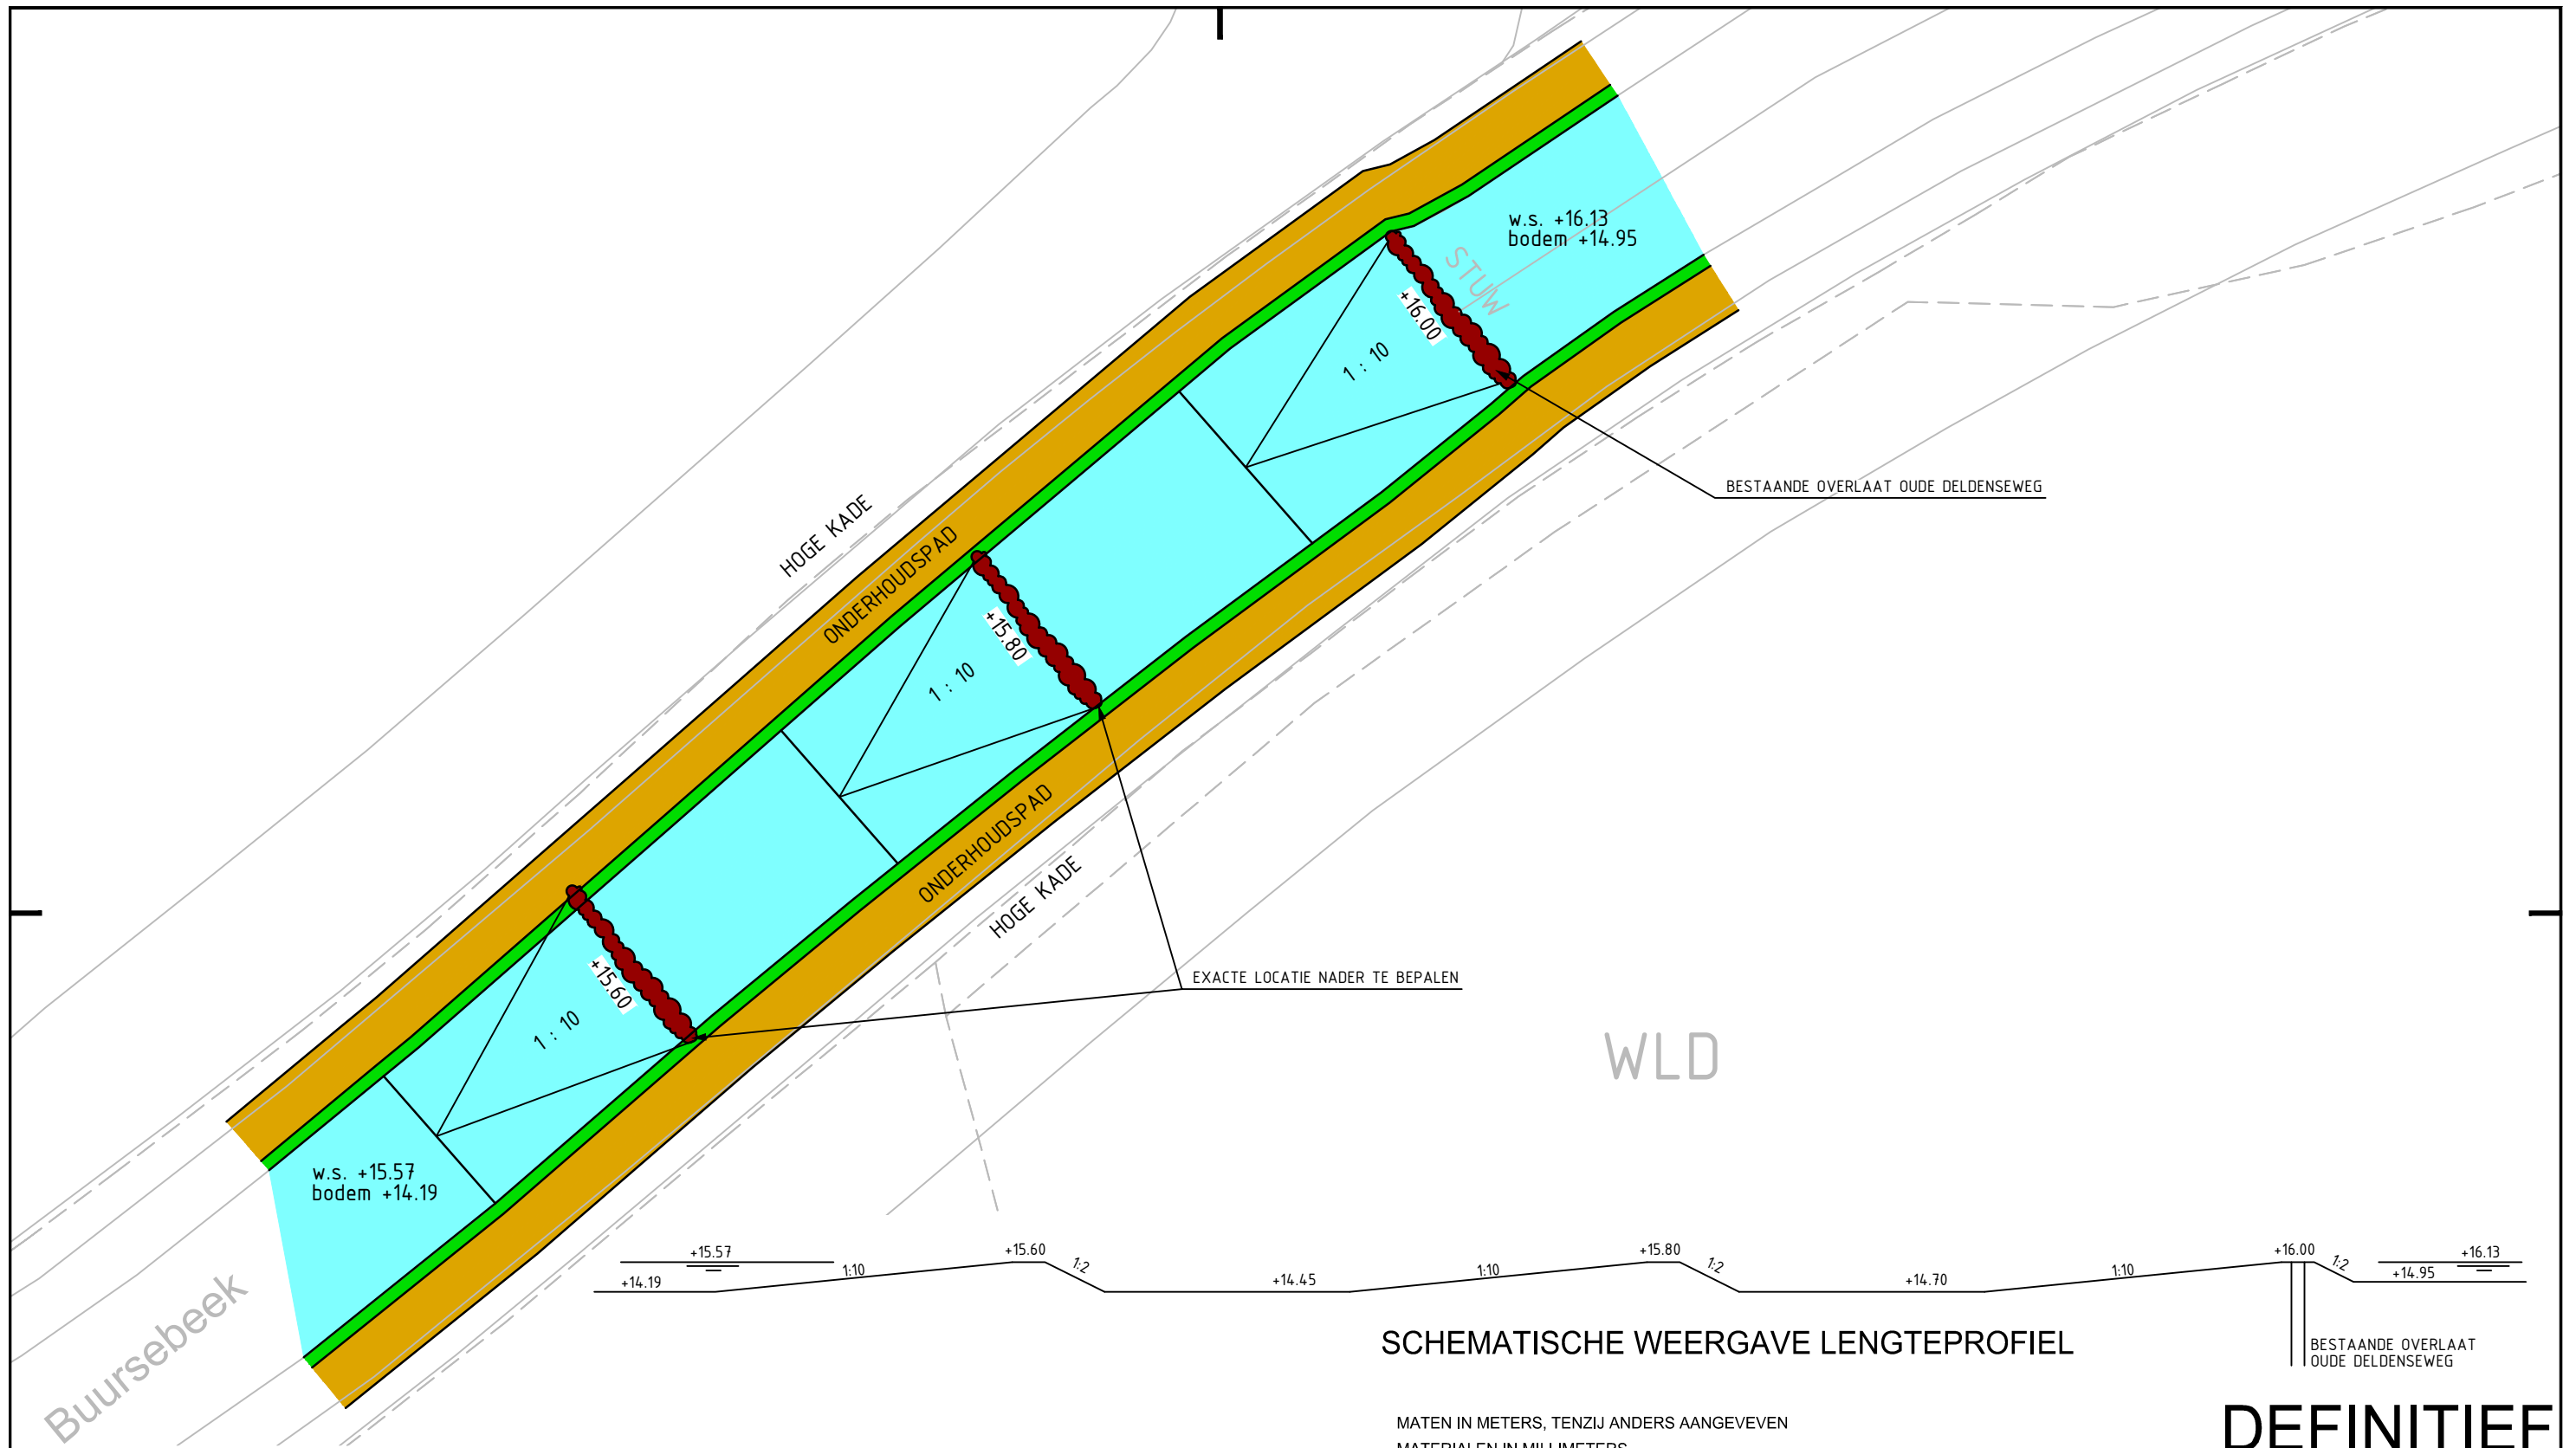 w.s. +16.13
bodem +14.95
STUW
+16.00
1 : 10
BESTAANDE OVERLAAT OUDE DELDENSEWEG
HOGE KADE
ONDERHOUDSPAD
+15.80
1 : 10
ONDERHOUDSPAD
HOGE KADE
+15.60
1 : 10
EXACTE LOCATIE NADER TE BEPALEN
WLD
w.s. +15.57
bodem +14.19
Buursebeek
+15.57
+14.19
1:10
+15.60
1:2
+14.45
1:10
+15.80
1:2
+14.70
1:10
+16.00
1:2
+16.13
+14.95
BESTAANDE OVERLAAT
OUDE DELDENSEWEG
SCHEMATISCHE WEERGAVE LENGTEPROFIEL
MATEN IN METERS, TENZIJ ANDERS AANGEVEVEN
MATERIALEN IN MILLIMETERS
DEFINITIEF